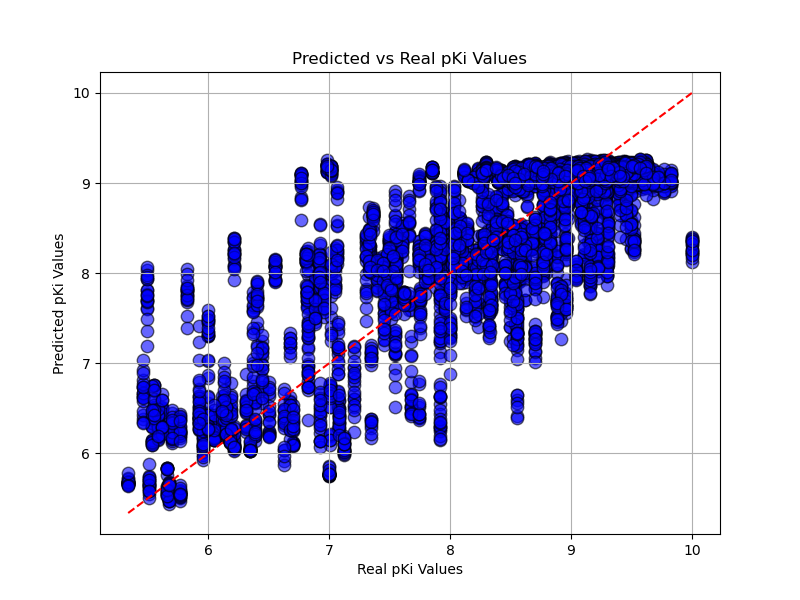 Predicted vs Real pKi Values
10
9
8
7
6
Predicted pKi Values
6 7 8 9 10
Real pKi Values